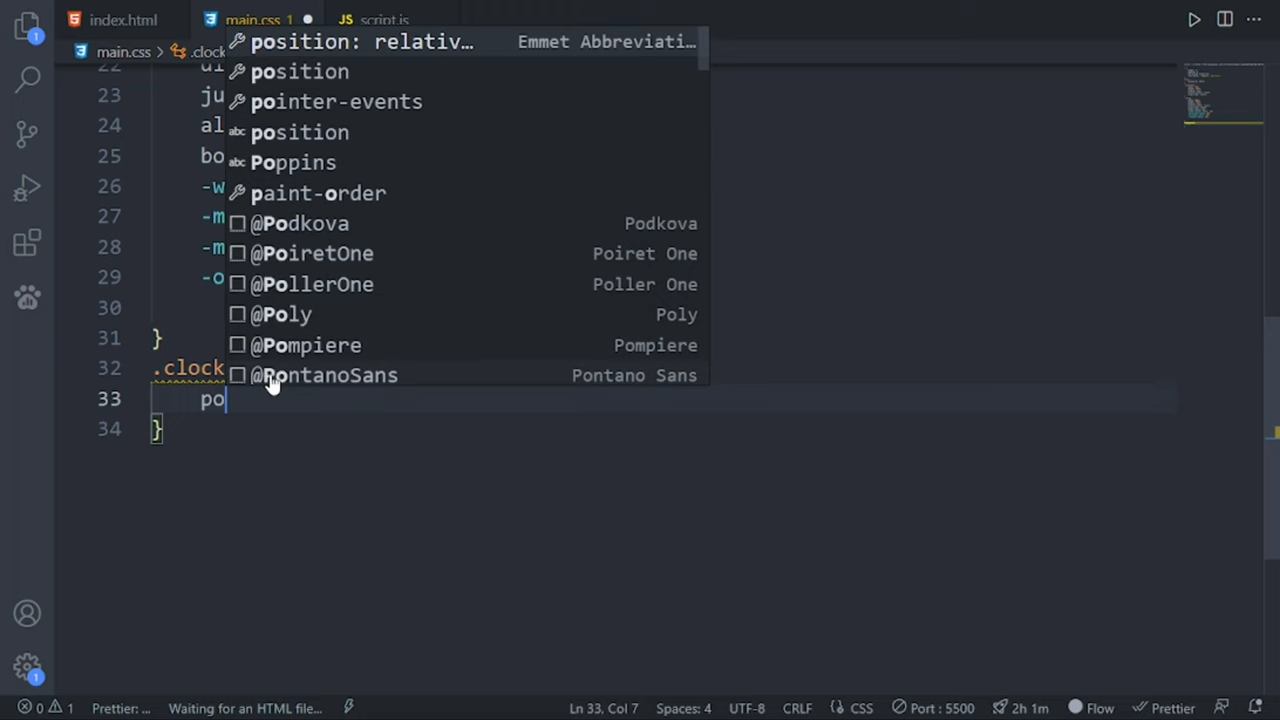 index.html main.css 1 script.js
main.css > .clock
position: relativ… Emmet Abbreviati…
position
pointer-events
position
Poppins
paint-order
@Podkova Podkova
@PoiretOne Poiret One
@PollerOne Poller One
@Poly Poly
@Pompiere Pompiere
@PontanoSans Pontano Sans
22
23 ju
24 al
25 bo
26 -w
27 -m
28 -m
29 -o
30
31 }
32 .clock
33 po
34 }
1
1
0 1 Prettier: ... Waiting for an HTML file... Ln 33, Col 7 Spaces: 4 UTF-8 CRLF CSS Port : 5500 2h 1m Flow Prettier